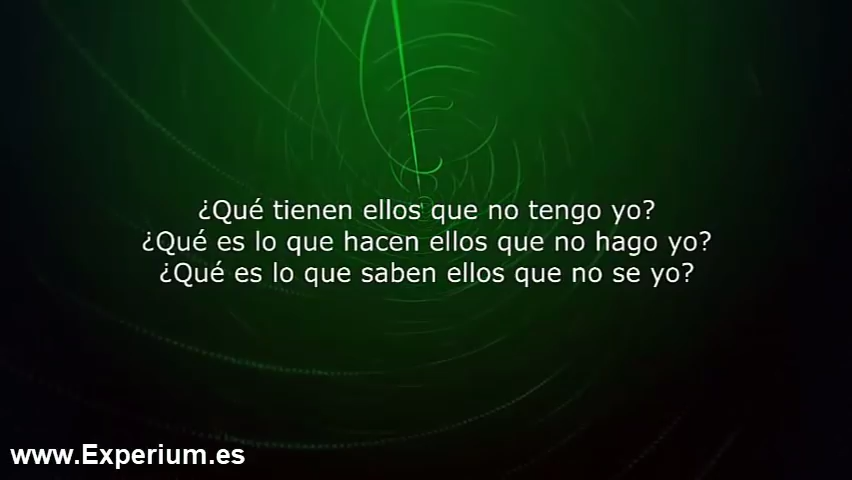 ¿Qué tienen ellos que no tengo yo?
¿Qué es lo que hacen ellos que no hago yo?
¿Qué es lo que saben ellos que no se yo?
www.Experium.es